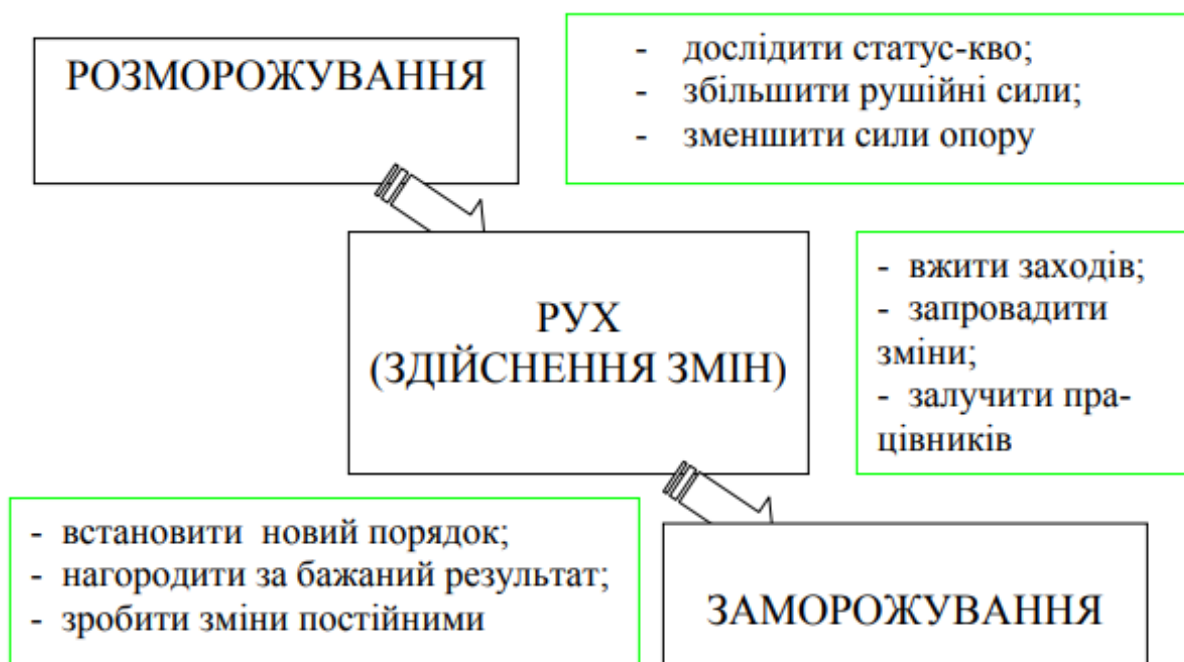 РОЗМОРОЖУВАННЯ
- дослідити статус-кво;
- збільшити рушійні сили;
- зменшити сили опору
РУХ
(ЗДІЙСНЕННЯ ЗМІН)
- вжити заходів;
- запровадити
зміни;
- залучити пра-
цівників
- встановити новий порядок;
- нагородити за бажаний результат;
- зробити зміни постійними
ЗАМОРОЖУВАННЯ